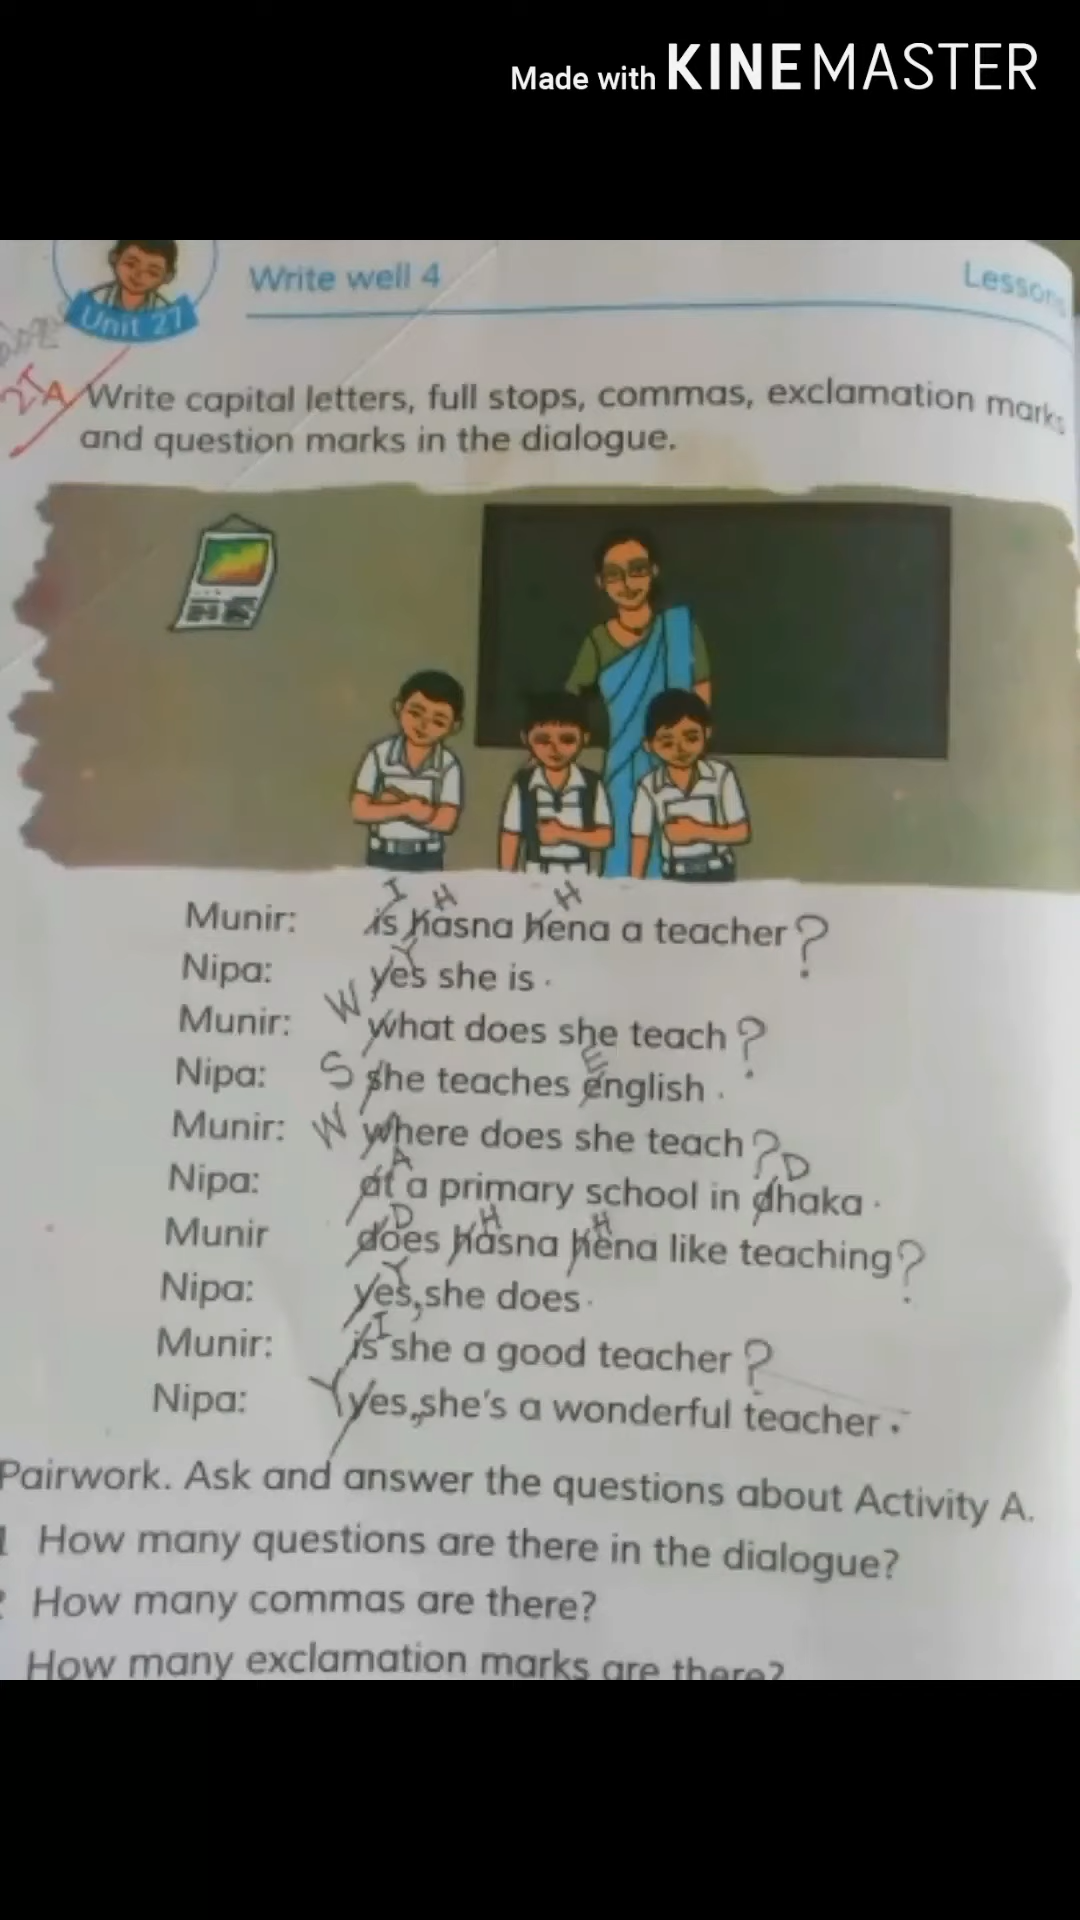 Made with KINEMASTER
Unit 27
Write well 4
Lessons
A Write capital letters, full stops, commas, exclamation marks
and question marks in the dialogue.
I H H
Munir: is hasna hena a teacher ?
Y
Nipa: yes she is .
Munir: W what does she teach ?
E
Nipa: S she teaches english .
Munir: W where does she teach ?
A D
Nipa: at a primary school in dhaka .
D H H
Munir does hasna hena like teaching ?
Y
Nipa: yes, she does .
I
Munir: is she a good teacher ?
Nipa: Y yes, she's a wonderful teacher .
Pairwork. Ask and answer the questions about Activity A.
1 How many questions are there in the dialogue?
How many commas are there?
How many exclamation marks are there?